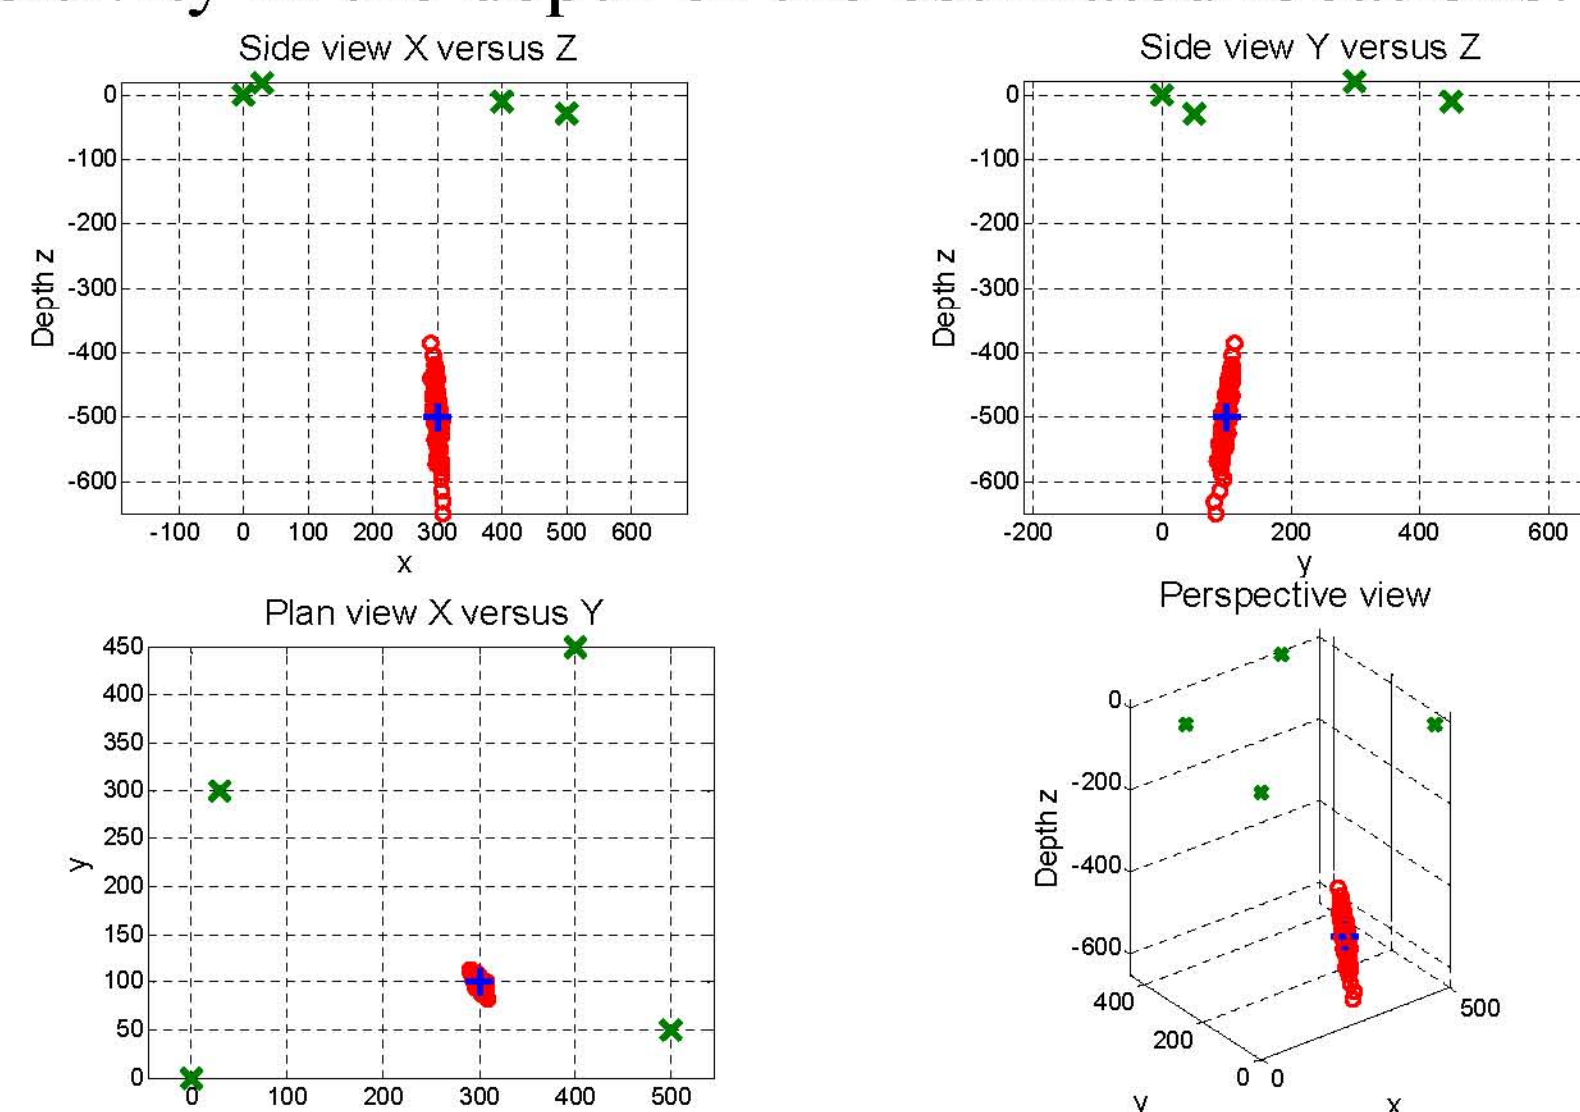 Side view X versus Z
0
-100
-200
-300
-400
-500
-600
Depth z
-100 0 100 200 300 400 500 600
x
Side view Y versus Z
0
-100
-200
-300
-400
-500
-600
Depth z
-200 0 200 400 600
y
Plan view X versus Y
450
400
350
300
250
200
150
100
50
0
y
0 100 200 300 400 500
Perspective view
0
-200
-400
-600
Depth z
400
200
0
0
500
y
x